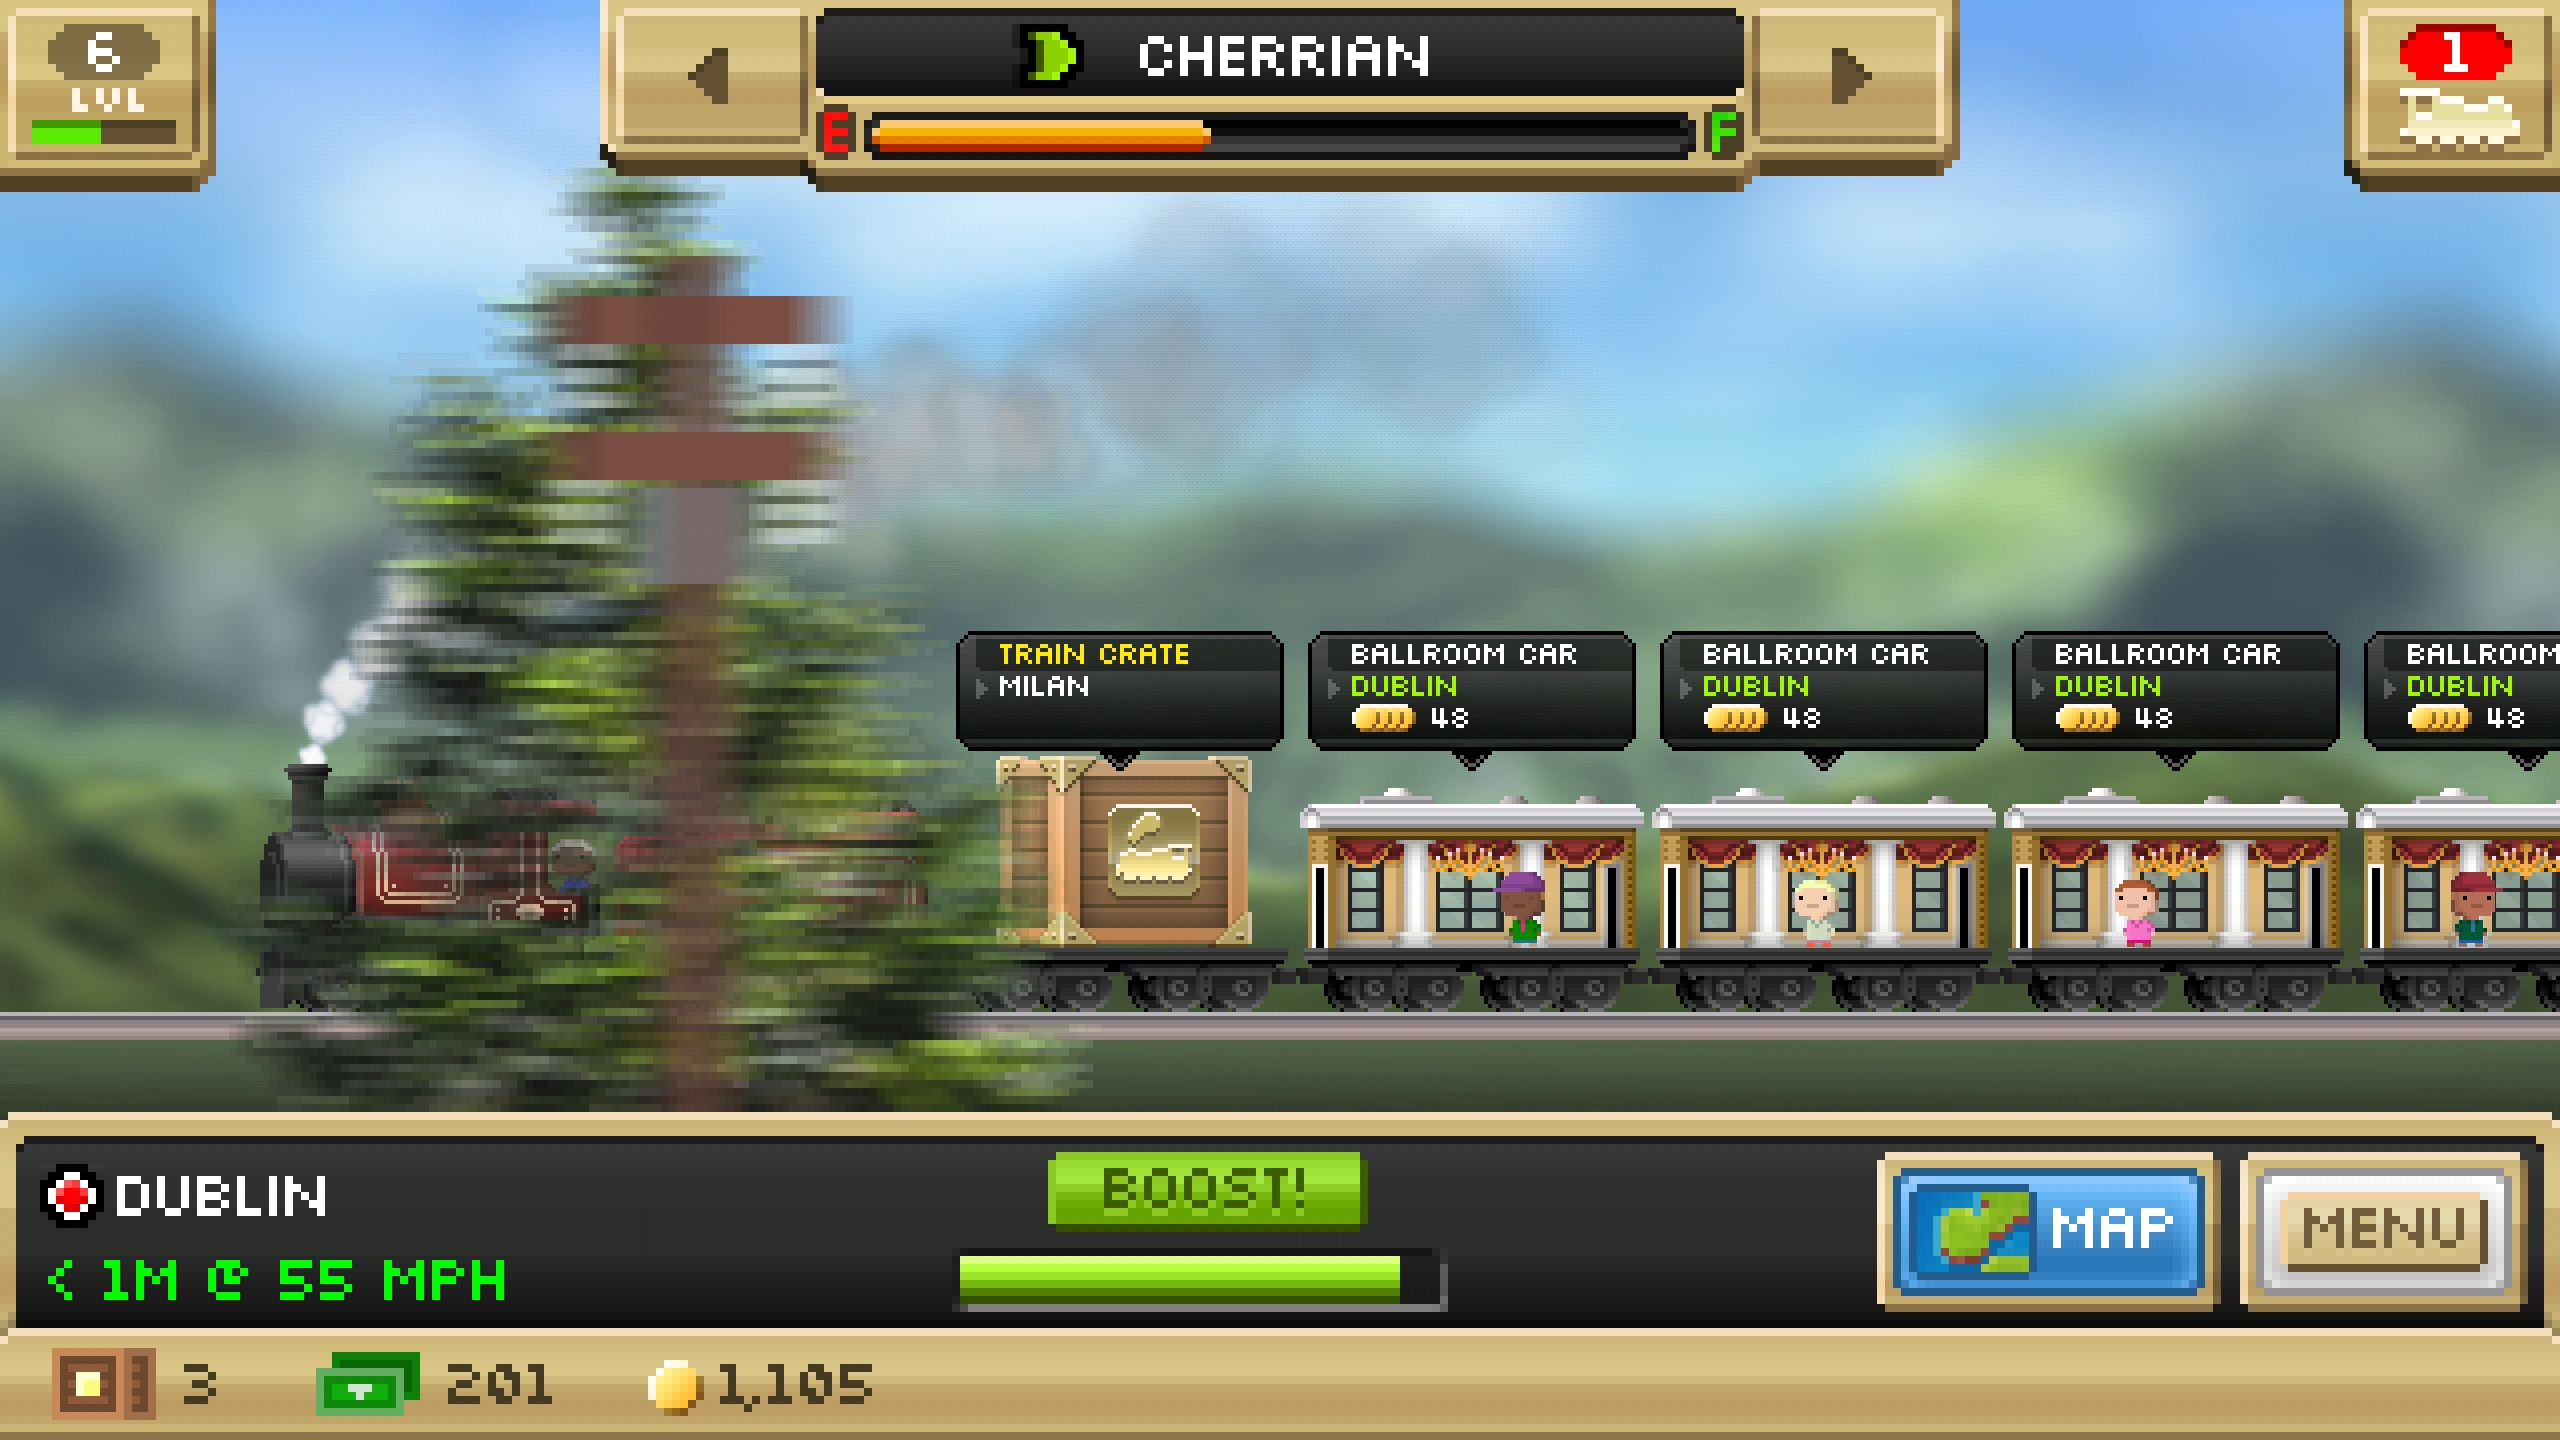 6
LVL
CHERRIAN
E F
1
TRAIN CRATE
MILAN
BALLROOM CAR
DUBLIN
48
BALLROOM CAR
DUBLIN
48
BALLROOM CAR
DUBLIN
48
BALLROOM
DUBLIN
48
DUBLIN
< 1M @ 55 MPH
BOOST!
MAP
MENU
3
201
1,105